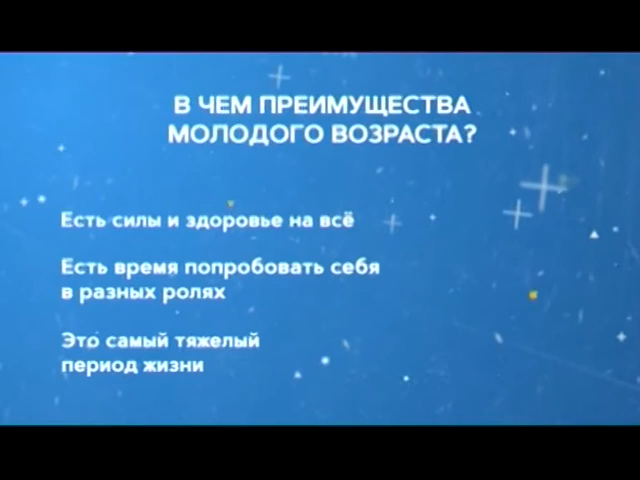 В ЧЕМ ПРЕИМУЩЕСТВА
МОЛОДОГО ВОЗРАСТА?
Есть силы и здоровье на всё
Есть время попробовать себя
в разных ролях
Это самый тяжелый
период жизни